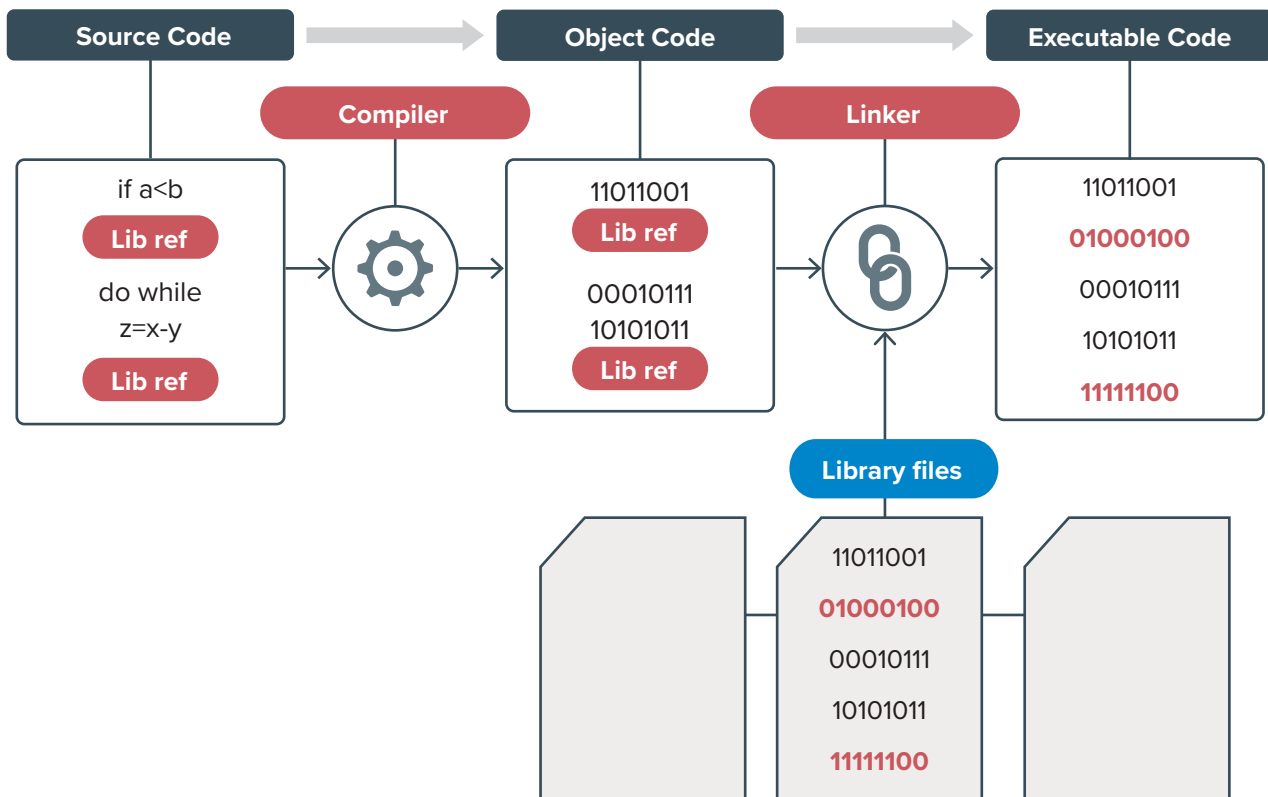 Source Code
Object Code
Executable Code
Compiler
Linker
if a<b
Lib ref
do while
z=x-y
Lib ref
11011001
Lib ref
00010111
10101011
Lib ref
11011001
01000100
00010111
10101011
11111100
Library files
11011001
01000100
00010111
10101011
11111100